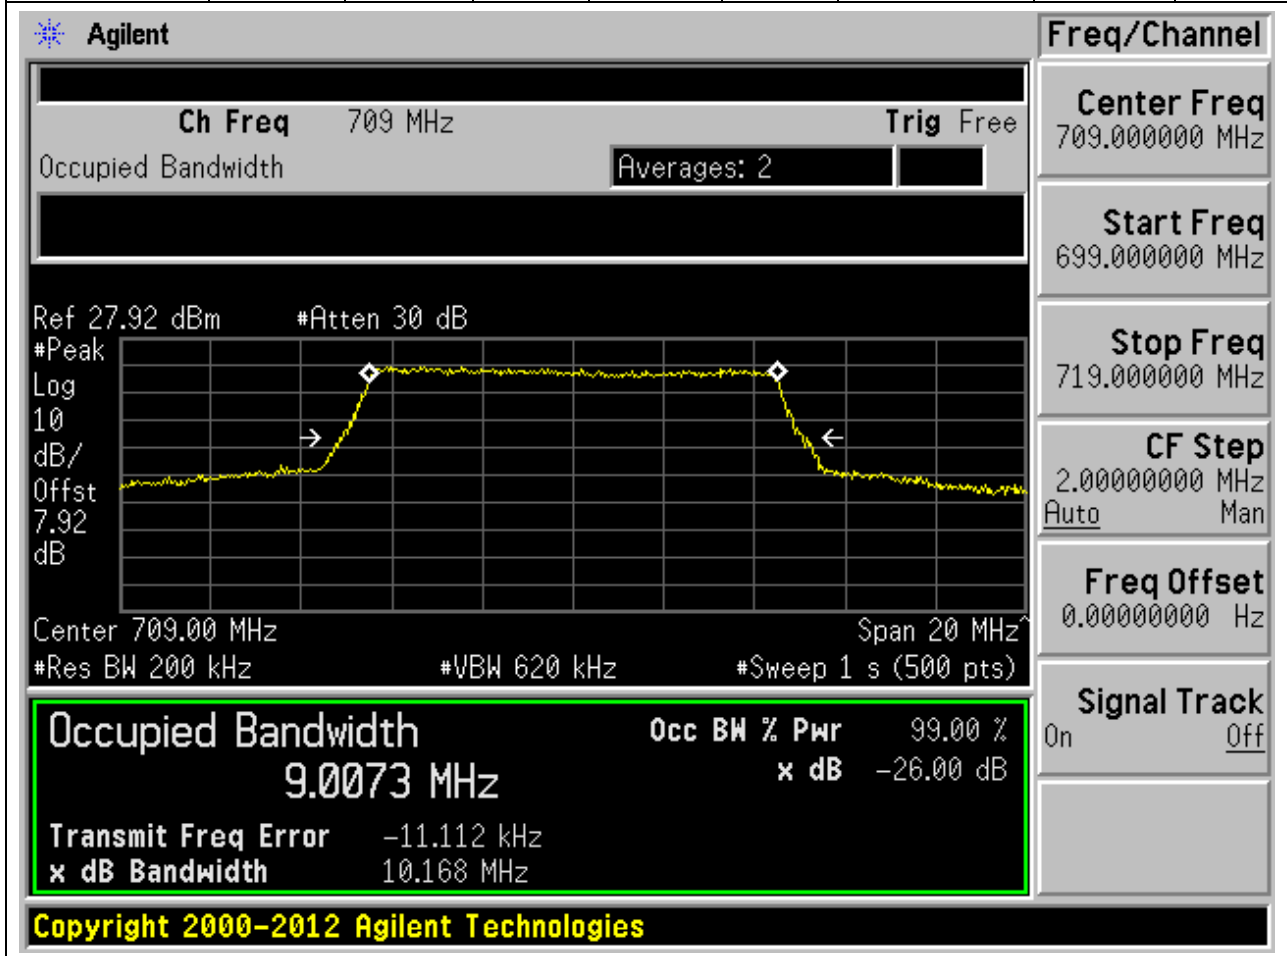 Agilent
Freq/Channel
Ch Freq 709 MHz Trig Free
Occupied Bandwidth Averages: 2
Center Freq
709.000000 MHz
Start Freq
699.000000 MHz
Stop Freq
719.000000 MHz
CF Step
2.00000000 MHz
Auto Man
Freq Offset
0.00000000 Hz
Signal Track
On Off
Ref 27.92 dBm #Atten 30 dB
#Peak
Log
10
dB/
Offst
7.92
dB
Center 709.00 MHz Span 20 MHz^
#Res BW 200 kHz #VBW 620 kHz #Sweep 1 s (500 pts)
Occupied Bandwidth Occ BW % Pwr 99.00 %
9.0073 MHz x dB -26.00 dB
Transmit Freq Error -11.112 kHz
x dB Bandwidth 10.168 MHz
Copyright 2000-2012 Agilent Technologies